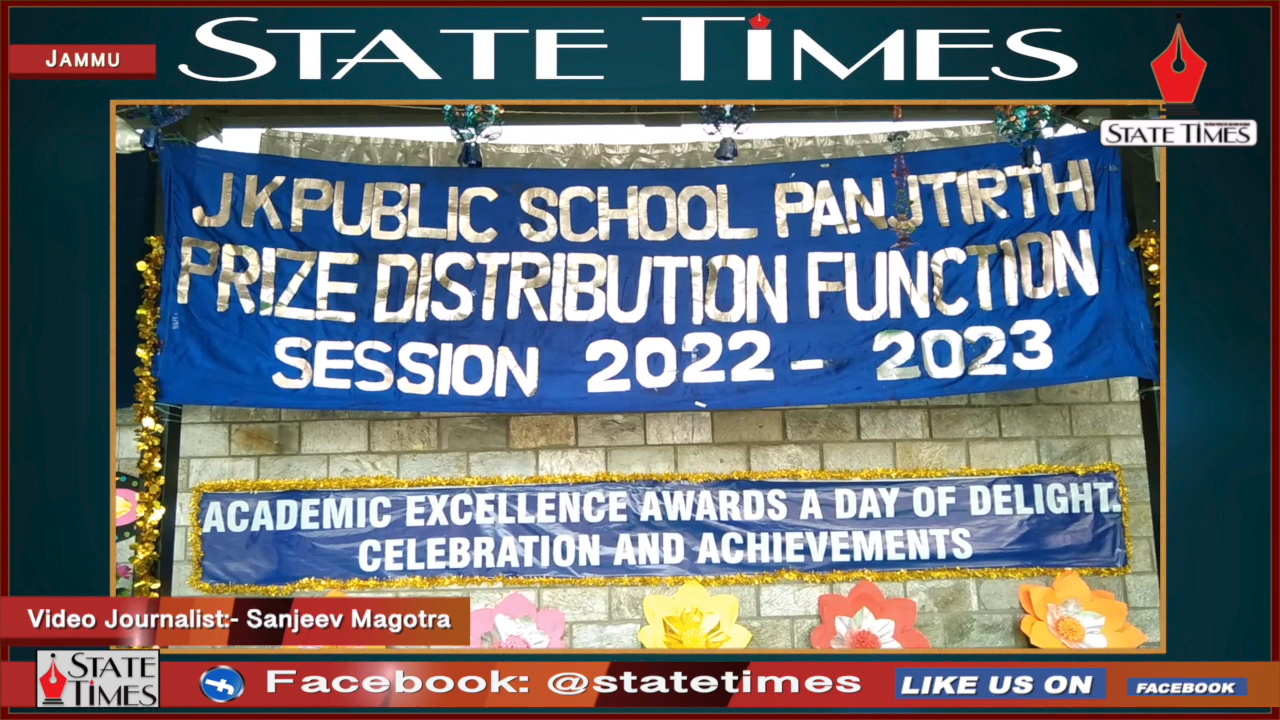 JAMMU
STATE TIMES
STATE TIMES
JKPUBLIC SCHOOL PANJTIRTHI
PRIZE DISTRIBUTION FUNCTION
SESSION 2022 - 2023
ACADEMIC EXCELLENCE AWARDS A DAY OF DELIGHT.
CELEBRATION AND ACHIEVEMENTS
Video Journalist:- Sanjeev Magotra
STATE
TIMES
Facebook: @statetimes
LIKE US ON
FACEBOOK